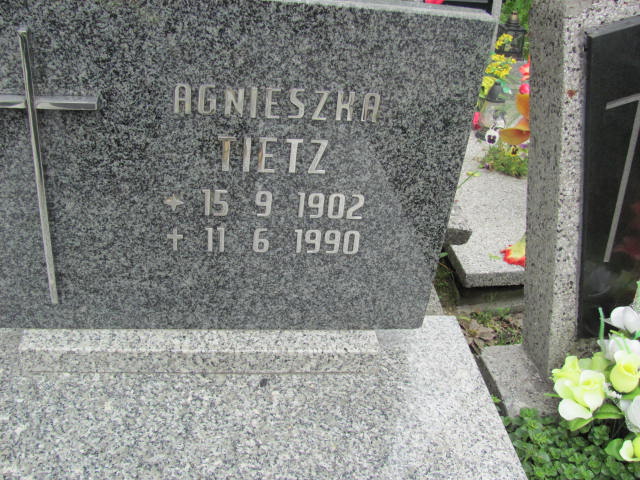 AGNIESZKA
TIETZ
* 15 9 1902
† 11 6 1990